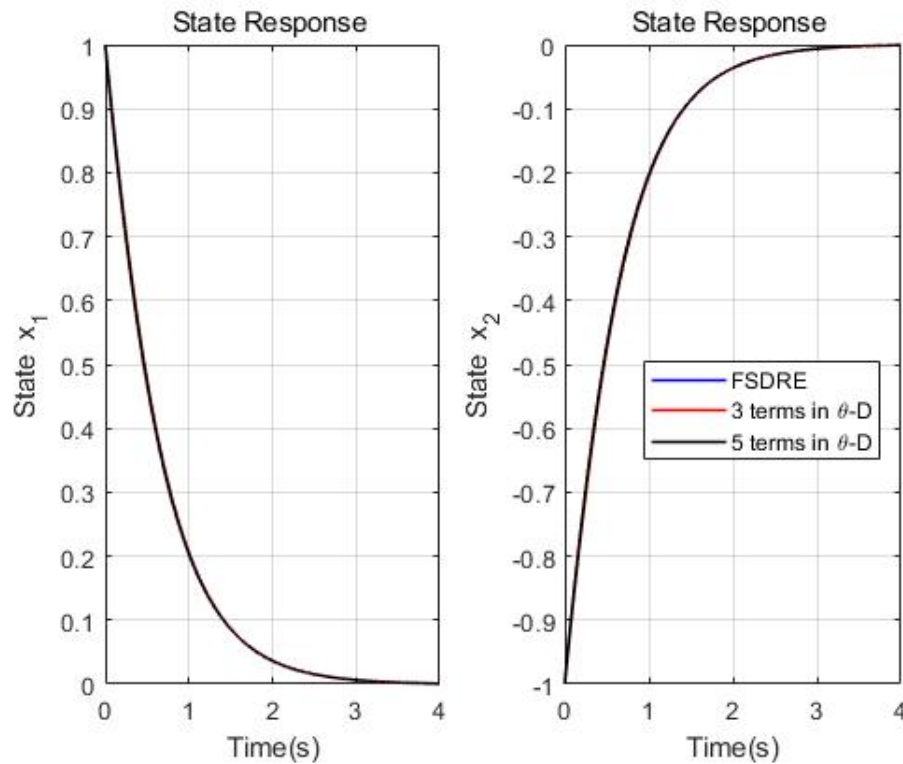 State Response
1
0.9
0.8
0.7
0.6
0.5
0.4
0.3
0.2
0.1
0
0 1 2 3 4
State x₁
Time(s)
State Response
0
-0.1
-0.2
-0.3
-0.4
-0.5
-0.6
-0.7
-0.8
-0.9
-1
0 1 2 3 4
State x₂
Time(s)
FSDRE
3 terms in θ-D
5 terms in θ-D